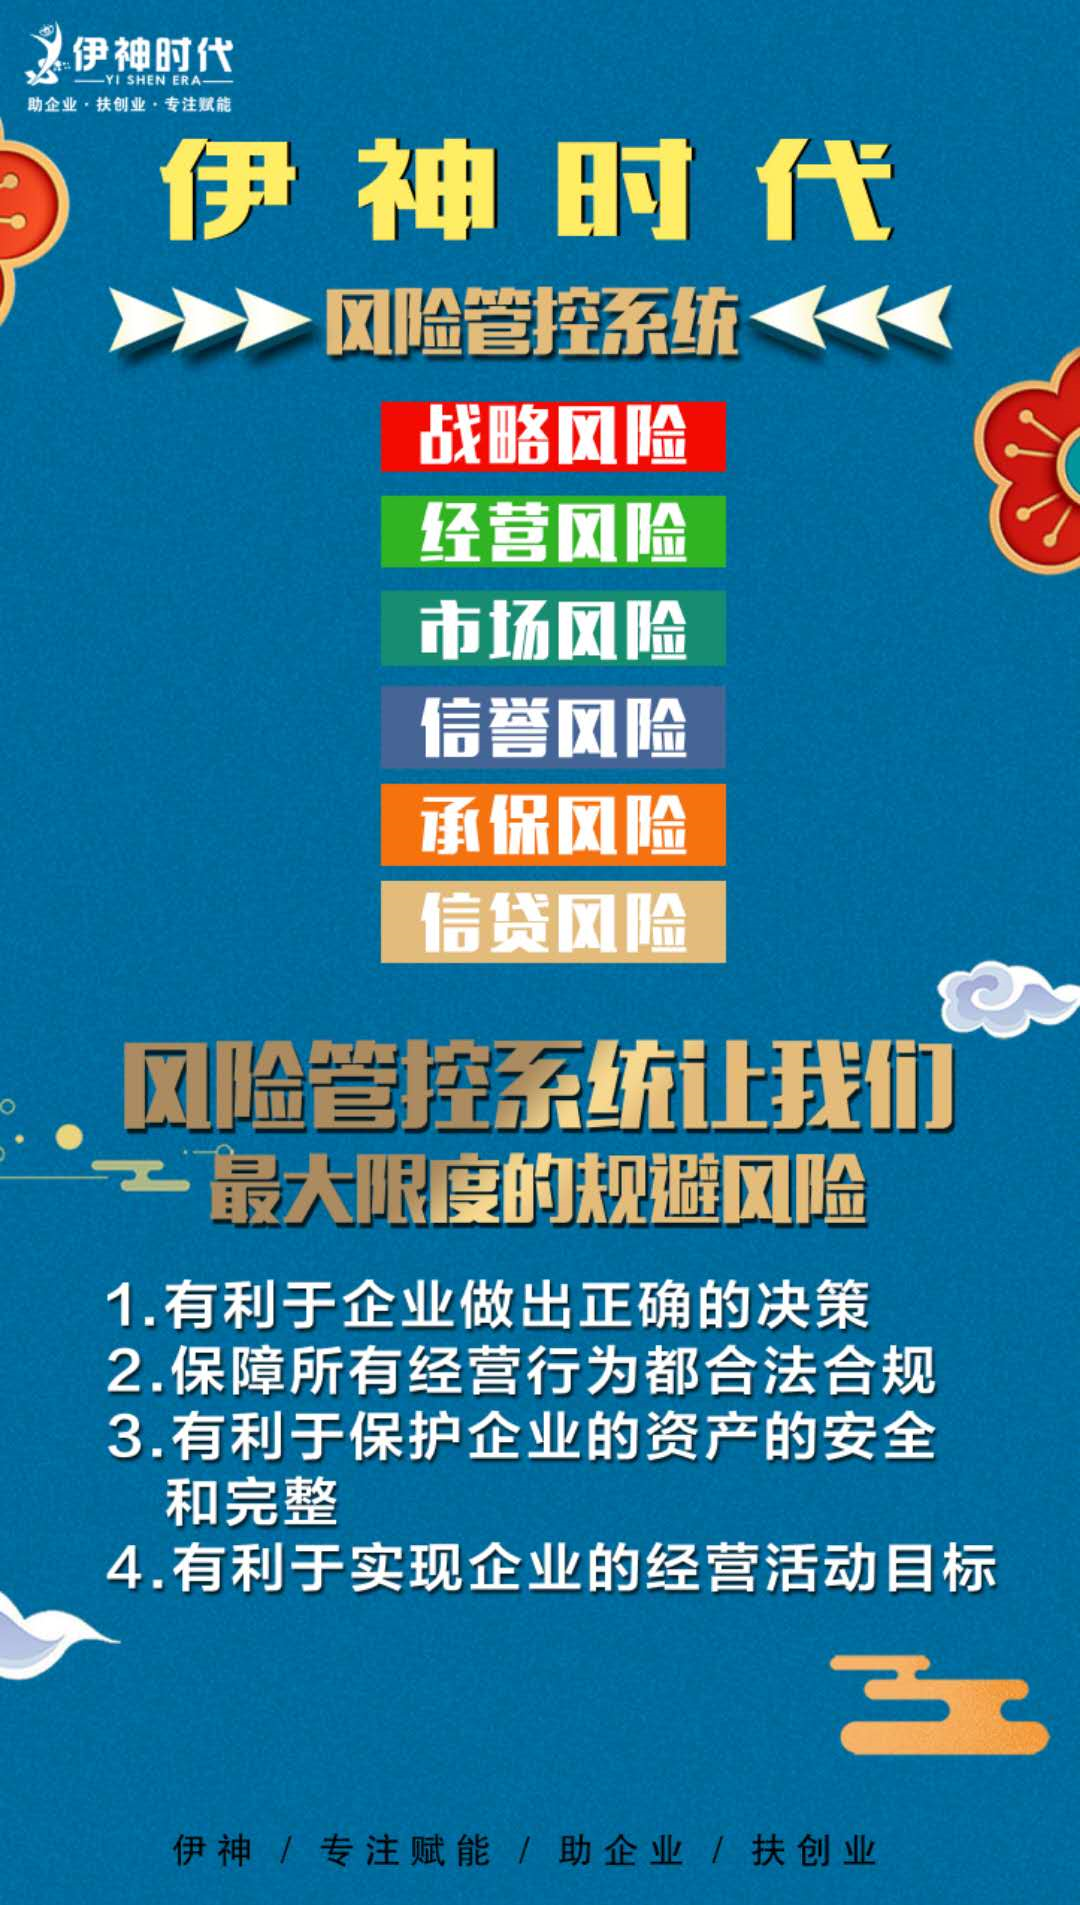 伊神时代
YI SHEN ERA
助企业·扶创业·专注赋能
伊神时代
风险管控系统
战略风险
经营风险
市场风险
信誉风险
承保风险
信贷风险
风险管控系统让我们
最大限度的规避风险
1.有利于企业做出正确的决策
2.保障所有经营行为都合法合规
3.有利于保护企业的资产的安全
和完整
4.有利于实现企业的经营活动目标
伊神 / 专注赋能 / 助企业 / 扶创业